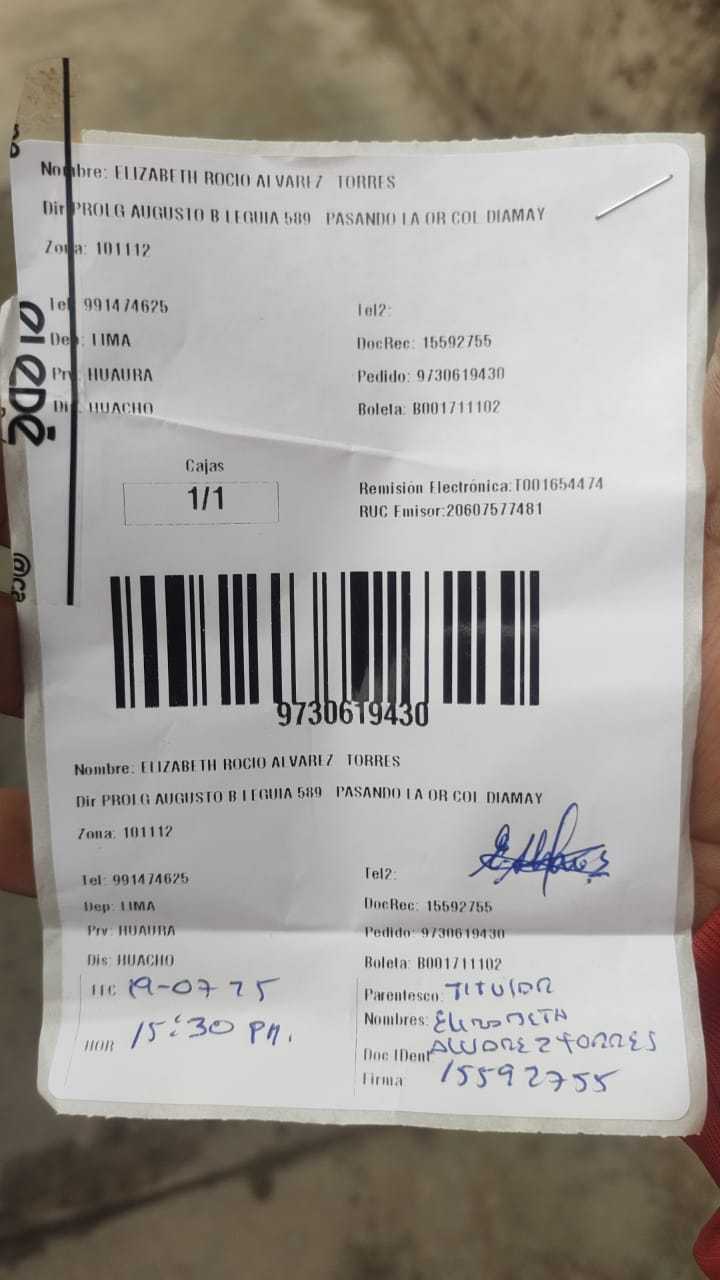 Nombre: ELIZABETH ROCIO ALVAREZ TORRES
Dir PROLG AUGUSTO B LEGUIA 589 PASANDO LA OR COL DIAMAY
Zona: 101112
Tel: 991474625 Tel2:
Dep: LIMA DocRec: 15592755
Prv: HUAURA Pedido: 9730619430
Dis: HUACHO Boleta: B001711102
Cajas
1/1
Remisión Electrónica:T001654474
RUC Emisor:20607577481
9730619430
Nombre: ELIZABETH ROCIO ALVAREZ TORRES
Dir PROLG AUGUSTO B LEGUIA 589 PASANDO LA OR COL DIAMAY
Zona: 101112
Tel: 991474625 Tel2:
Dep: LIMA DocRec: 15592755
Prv: HUAURA Pedido: 9730619430
Dis: HUACHO Boleta: B001711102
19-07 25 Parentesco: TITULAR
HOR 15:30 PM. Nombres: ELIZABETH
ALVAREZ TORRES
Doc IDent
Firma: 15592755